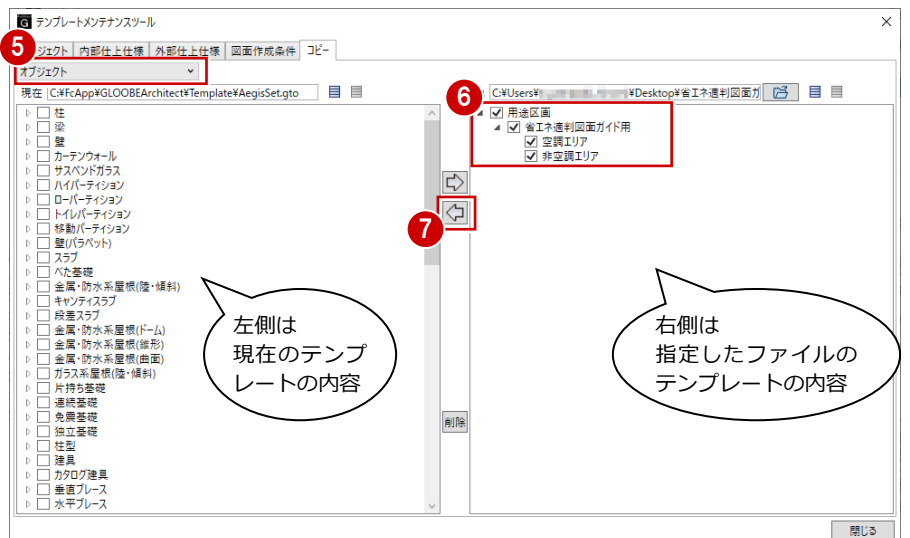 G テンプレートメンテナンスツール
5 ジェクト 内部仕上仕様 外部仕上仕様 図面作成条件 コピー
オブジェクト
現在 C:¥FcApp¥GLOOBEArchitect¥Template¥AegisSet.gto
6 C:¥Users¥ ¥Desktop¥省エネ適判図面ガ
柱
梁
壁
カーテンウォール
サスペンドガラス
ハイパーティション
ローパーティション
トイレパーティション
移動パーティション
壁(パラペット)
スラブ
べた基礎
金属・防水系屋根(陸・傾斜)
キャンティスラブ
段差スラブ
金属・防水系屋根(ドーム)
金属・防水系屋根(錐形)
金属・防水系屋根(曲面)
ガラス系屋根(陸・傾斜)
片持ち基礎
連続基礎
免震基礎
独立基礎
柱型
建具
カタログ建具
垂直ブレース
水平ブレース
左側は
現在のテンプ
レートの内容
7
削除
用途区画
省エネ適判図面ガイド用
空調エリア
非空調エリア
右側は
指定したファイルの
テンプレートの内容
閉じる